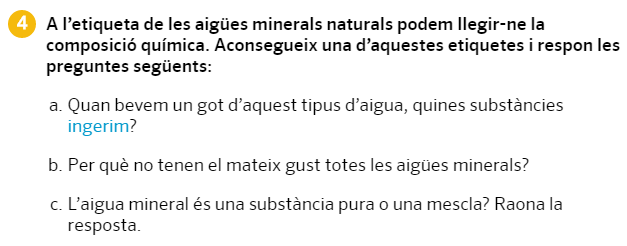 4 A l’etiqueta de les aigües minerals naturals podem llegir-ne la
composició química. Aconsegueix una d’aquestes etiquetes i respon les
preguntes següents:
a. Quan bevem un got d’aquest tipus d’aigua, quines substàncies
ingerim?
b. Per què no tenen el mateix gust totes les aigües minerals?
c. L’aigua mineral és una substància pura o una mescla? Raona la
resposta.